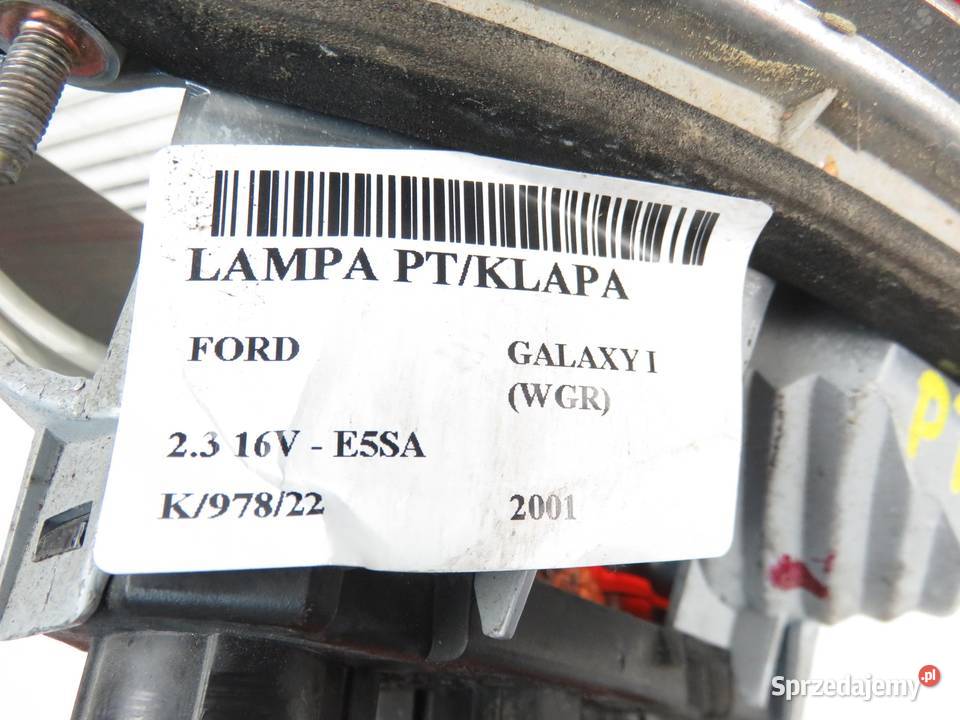 LAMPA PT/KLAPA
FORD
GALAXY I
(WGR)
2.3 16V - E5SA
K/978/22
2001
Sprzedajemy.pl